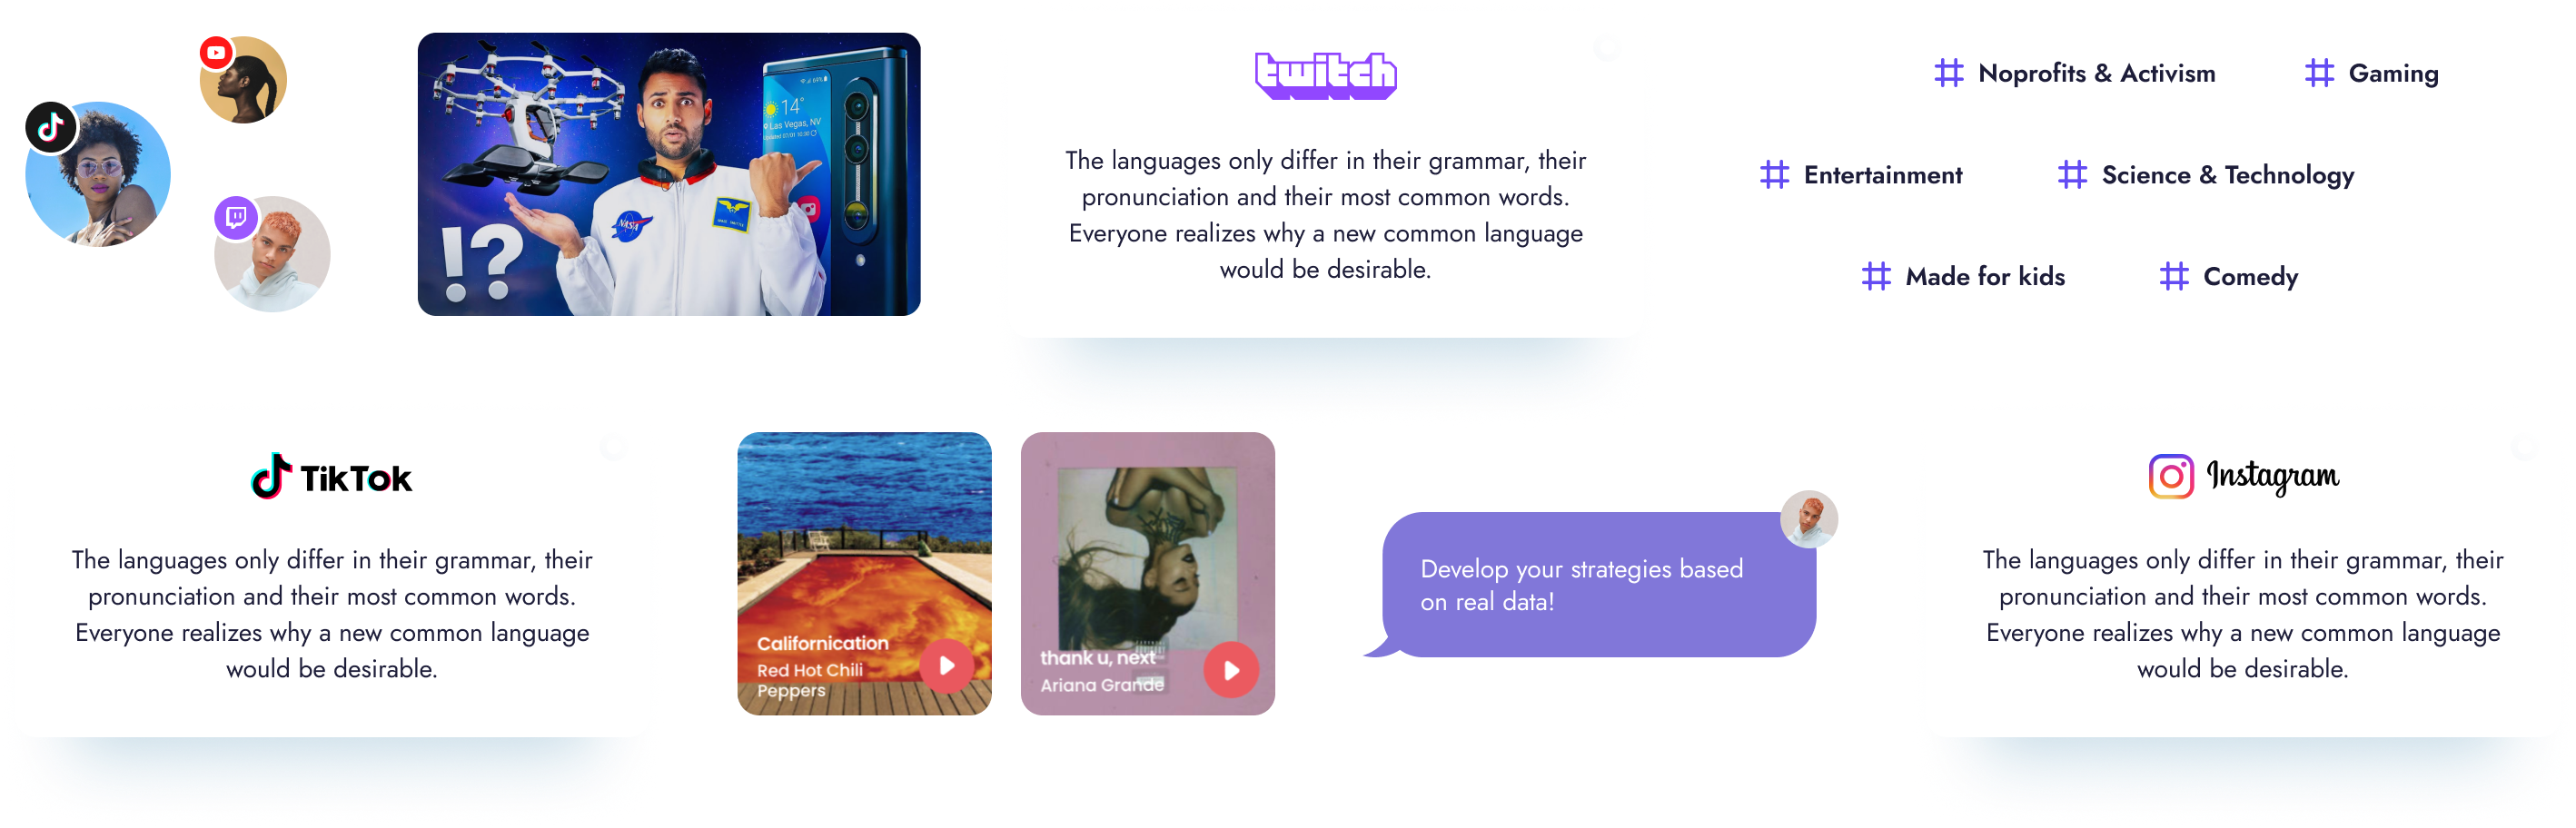 !?
14°
Las Vegas, NV
NASA
twitch
The languages only differ in their grammar, their
pronunciation and their most common words.
Everyone realizes why a new common language
would be desirable.
# Noprofits & Activism
# Gaming
# Entertainment
# Science & Technology
# Made for kids
# Comedy
TikTok
The languages only differ in their grammar, their
pronunciation and their most common words.
Everyone realizes why a new common language
would be desirable.
Californication
Red Hot Chili
Peppers
thank u, next
Ariana Grande
Develop your strategies based
on real data!
Instagram
The languages only differ in their grammar, their
pronunciation and their most common words.
Everyone realizes why a new common language
would be desirable.